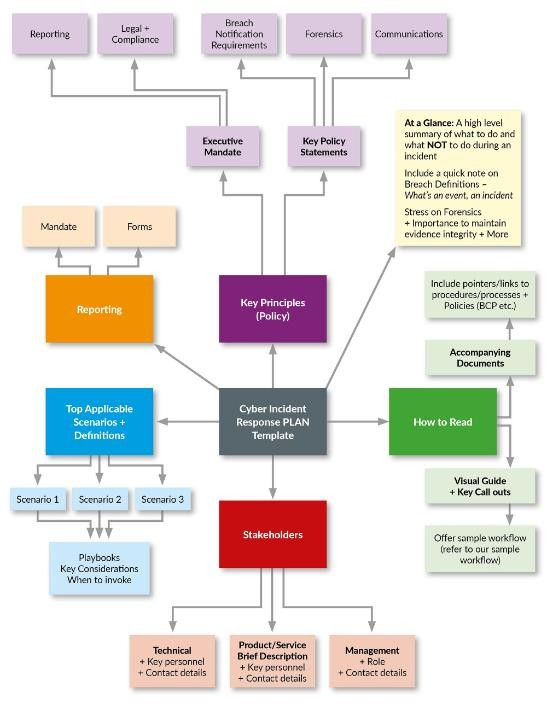 Reporting
Legal +
Compliance
Breach
Notification
Requirements
Forensics
Communications
Executive
Mandate
Key Policy
Statements
At a Glance: A high level
summary of what to do and
what NOT to do during an
incident
Include a quick note on
Breach Definitions –
What's an event, an incident
Stress on Forensics
+ Importance to maintain
evidence integrity + More
Mandate
Forms
Reporting
Key Principles
(Policy)
Include pointers/links to
procedures/processes +
Policies (BCP etc.)
Accompanying
Documents
Top Applicable
Scenarios +
Definitions
Cyber Incident
Response PLAN
Template
How to Read
Scenario 1
Scenario 2
Scenario 3
Visual Guide
+ Key Call outs
Playbooks
Key Considerations
When to invoke
Stakeholders
Offer sample workflow
(refer to our sample
workflow)
Technical
+ Key personnel
+ Contact details
Product/Service
Brief Description
+ Key personnel
+ Contact details
Management
+ Role
+ Contact details